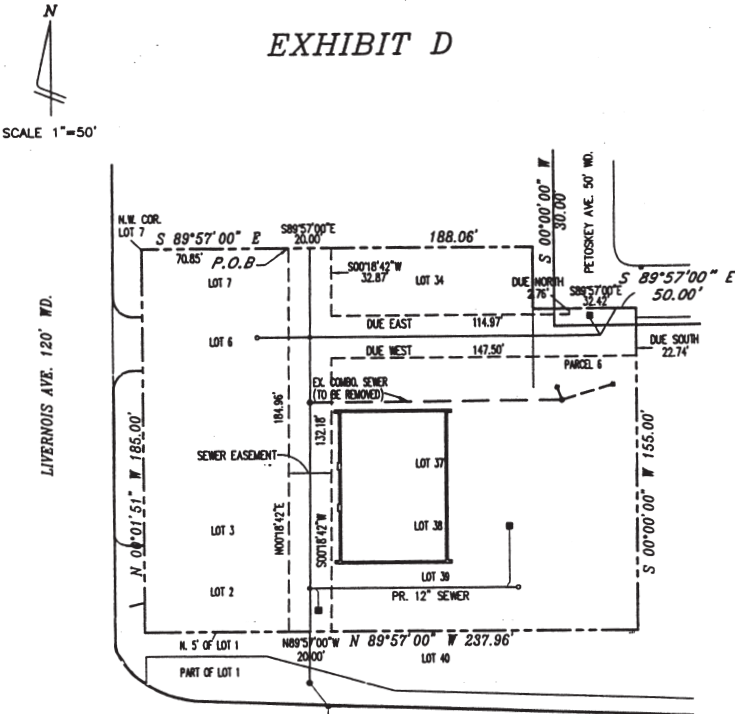 N
EXHIBIT D
SCALE 1"=50'
N.W. COR.
LOT 7
S 89°57'00" E
70.85'
P.O.B
S89°57'00"E
20.00'
188.06'
S 00°00'00" W
30.00'
PETOSKEY AVE. 50' WD.
LOT 7
S00°18'42"W
32.87'
LOT 34
DUE NORTH
2.76'
S89°57'00"E
32.42'
S 89°57'00" E
50.00'
DUE EAST 114.97'
LOT 6
DUE WEST 147.50'
PARCEL 6
DUE SOUTH
22.74'
LIVERNOIS AVE. 120' WD.
EX. COMBO. SEWER
(TO BE REMOVED)
184.96'
132.18'
N 00°01'51" W 185.00'
SEWER EASEMENT
LOT 37
S 00°00'00" W 155.00'
N00°18'42"E
S00°18'42"W
LOT 3
LOT 38
LOT 2
LOT 39
PR. 12" SEWER
N. 5' OF LOT 1
N89°57'00"W
20.00'
N 89°57'00" W 237.96'
LOT 40
PART OF LOT 1